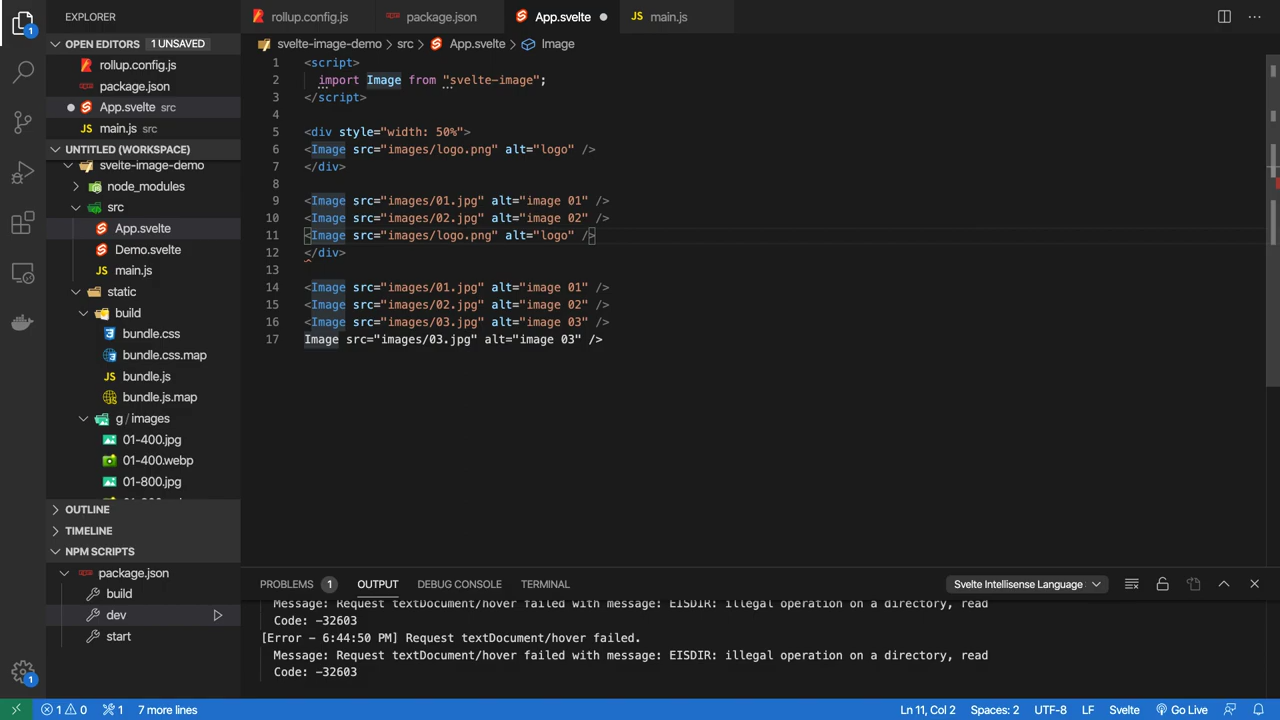 EXPLORER
rollup.config.js
package.json
App.svelte
main.js
OPEN EDITORS 1 UNSAVED
rollup.config.js
package.json
App.svelte src
main.js src
UNTITLED (WORKSPACE)
svelte-image-demo
node_modules
src
App.svelte
Demo.svelte
main.js
static
build
bundle.css
bundle.css.map
bundle.js
bundle.js.map
g / images
01-400.jpg
01-400.webp
01-800.jpg
OUTLINE
TIMELINE
NPM SCRIPTS
package.json
build
dev
start
svelte-image-demo > src > App.svelte > Image
1 <script>
2 import Image from "svelte-image";
3 </script>
4
5 <div style="width: 50%">
6 <Image src="images/logo.png" alt="logo" />
7 </div>
8
9 <Image src="images/01.jpg" alt="image 01" />
10 <Image src="images/02.jpg" alt="image 02" />
11 <Image src="images/logo.png" alt="logo" />
12 </div>
13
14 <Image src="images/01.jpg" alt="image 01" />
15 <Image src="images/02.jpg" alt="image 02" />
16 <Image src="images/03.jpg" alt="image 03" />
17 Image src="images/03.jpg" alt="image 03" />
PROBLEMS 1 OUTPUT DEBUG CONSOLE TERMINAL Svelte Intellisense Language
Message: Request textDocument/hover failed with message: EISDIR: illegal operation on a directory, read
Code: -32603
[Error - 6:44:50 PM] Request textDocument/hover failed.
Message: Request textDocument/hover failed with message: EISDIR: illegal operation on a directory, read
Code: -32603
1 0 1 7 more lines Ln 11, Col 2 Spaces: 2 UTF-8 LF Svelte Go Live